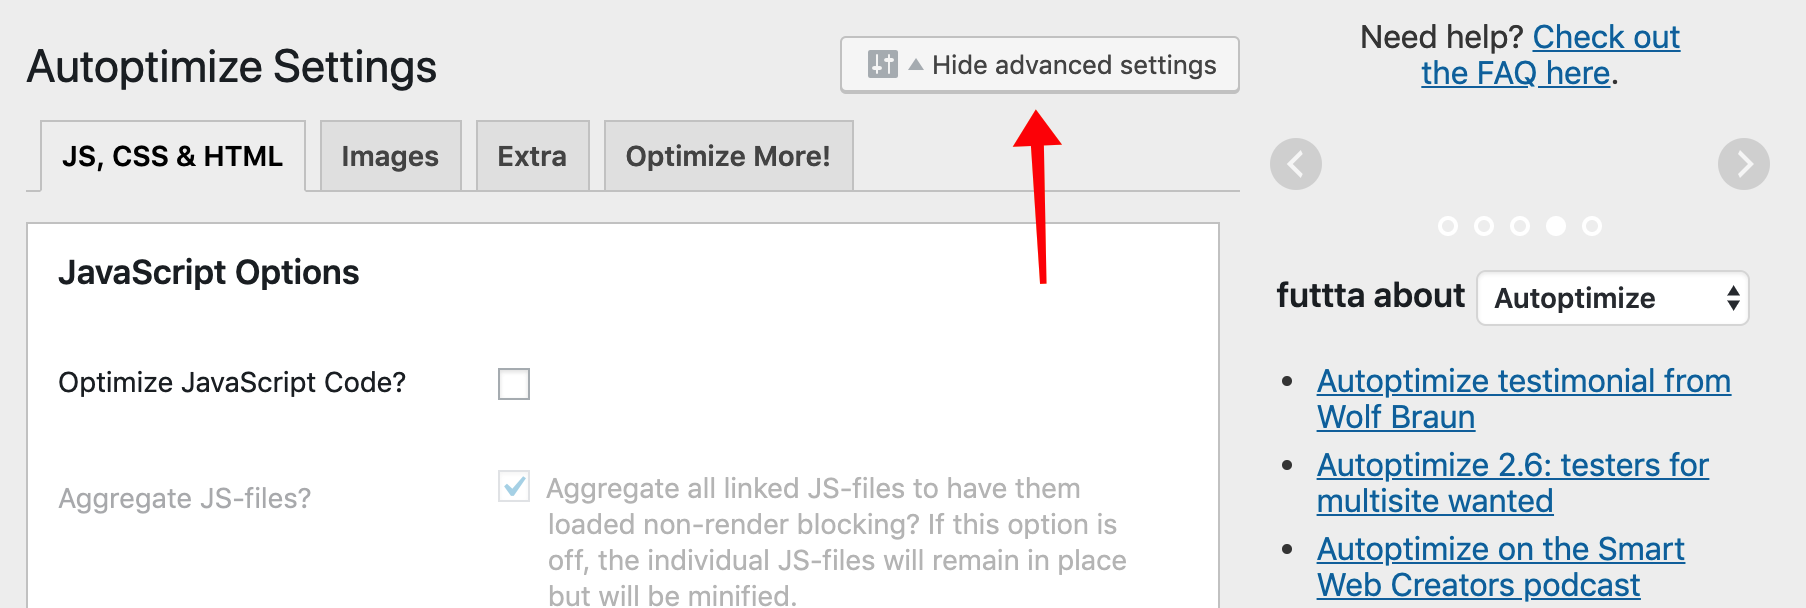 Autoptimize Settings
Hide advanced settings
Need help? Check out
the FAQ here.
JS, CSS & HTML
Images
Extra
Optimize More!
JavaScript Options
Optimize JavaScript Code?
Aggregate JS-files?
Aggregate all linked JS-files to have them
loaded non-render blocking? If this option is
off, the individual JS-files will remain in place
but will be minified.
futtta about
Autoptimize
Autoptimize testimonial from
Wolf Braun
Autoptimize 2.6: testers for
multisite wanted
Autoptimize on the Smart
Web Creators podcast